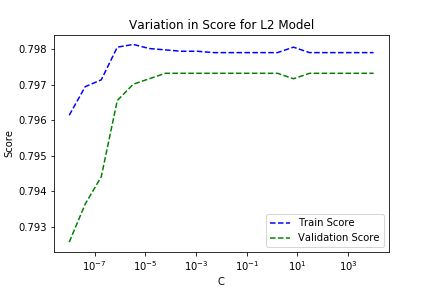 Variation in Score for L2 Model
0.798
0.797
0.796
0.795
0.794
0.793
Score
Train Score
Validation Score
10⁻⁷ 10⁻⁵ 10⁻³ 10⁻¹ 10¹ 10³
C